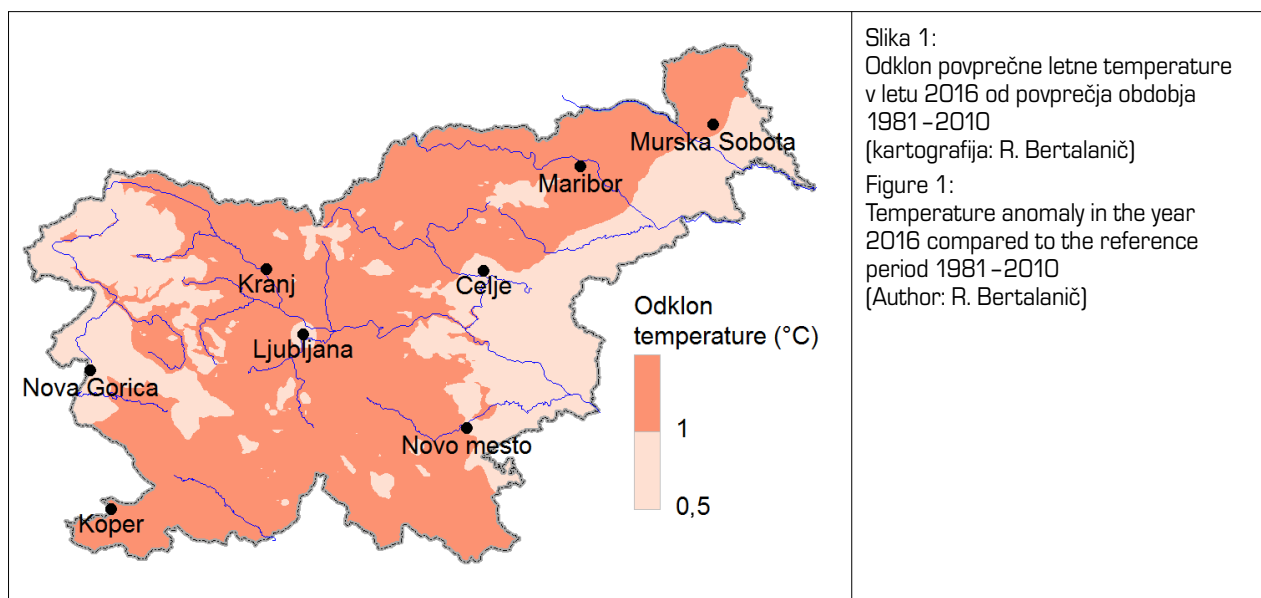 Murska Sobota
Maribor
Kranj
Celje
Ljubljana
Nova Gorica
Novo mesto
Koper
Odklon
temperature (°C)
1
0,5
Slika 1:
Odklon povprečne letne temperature
v letu 2016 od povprečja obdobja
1981–2010
(kartografija: R. Bertalanič)
Figure 1:
Temperature anomaly in the year
2016 compared to the reference
period 1981–2010
(Author: R. Bertalanič)